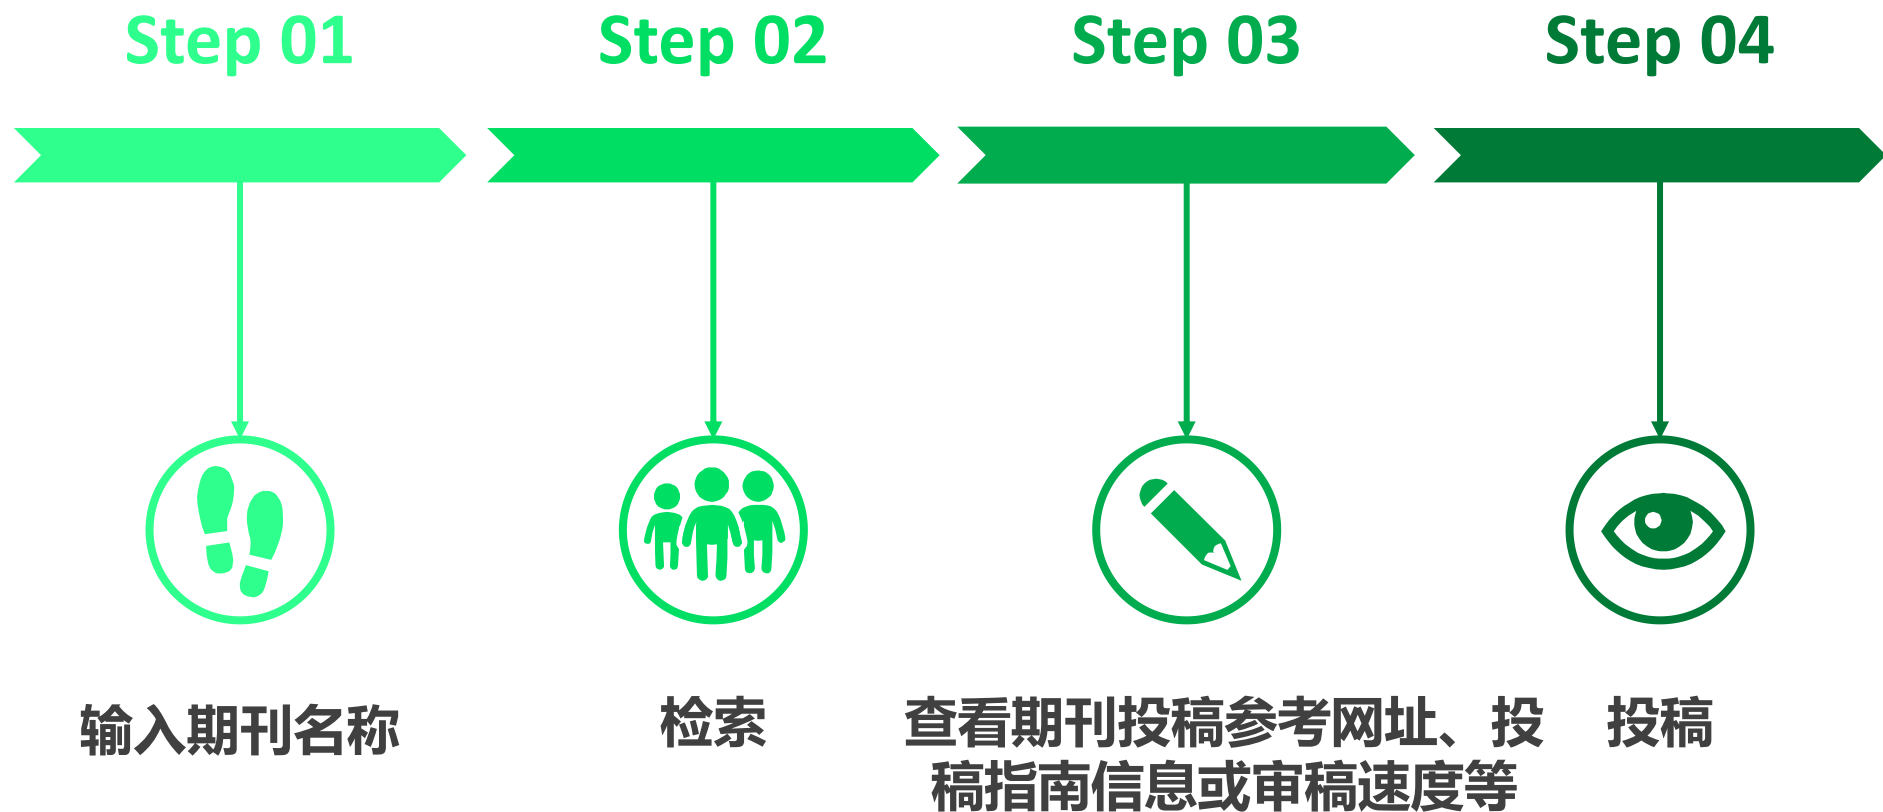 Step 01
Step 02
Step 03
Step 04
输入期刊名称
检索
查看期刊投稿参考网址、投
稿指南信息或审稿速度等
投稿